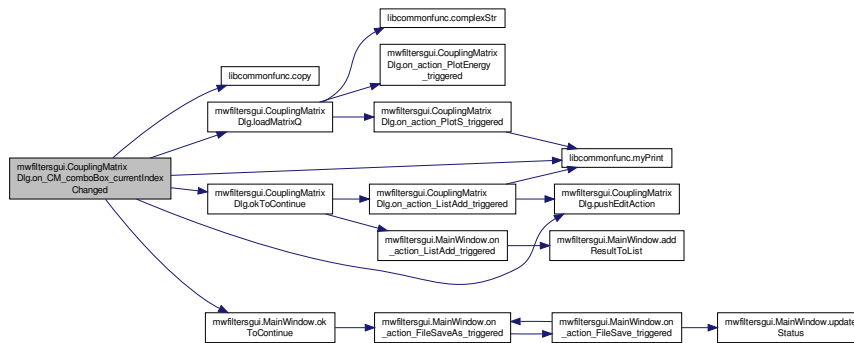 libcommonfunc.complexStr
mwfiltersgui.CouplingMatrix
Dlg.on_action_PlotEnergy
_triggered
libcommonfunc.copy
mwfiltersgui.CouplingMatrix
Dlg.loadMatrixQ
mwfiltersgui.CouplingMatrix
Dlg.on_action_PlotS_triggered
libcommonfunc.myPrint
mwfiltersgui.CouplingMatrix
Dlg.on_CM_comboBox_currentIndex
Changed
mwfiltersgui.CouplingMatrix
Dlg.okToContinue
mwfiltersgui.CouplingMatrix
Dlg.on_action_ListAdd_triggered
mwfiltersgui.CouplingMatrix
Dlg.pushEditAction
mwfiltersgui.MainWindow.on
_action_ListAdd_triggered
mwfiltersgui.MainWindow.add
ResultToList
mwfiltersgui.MainWindow.ok
ToContinue
mwfiltersgui.MainWindow.on
_action_FileSaveAs_triggered
mwfiltersgui.MainWindow.on
_action_FileSave_triggered
mwfiltersgui.MainWindow.update
Status